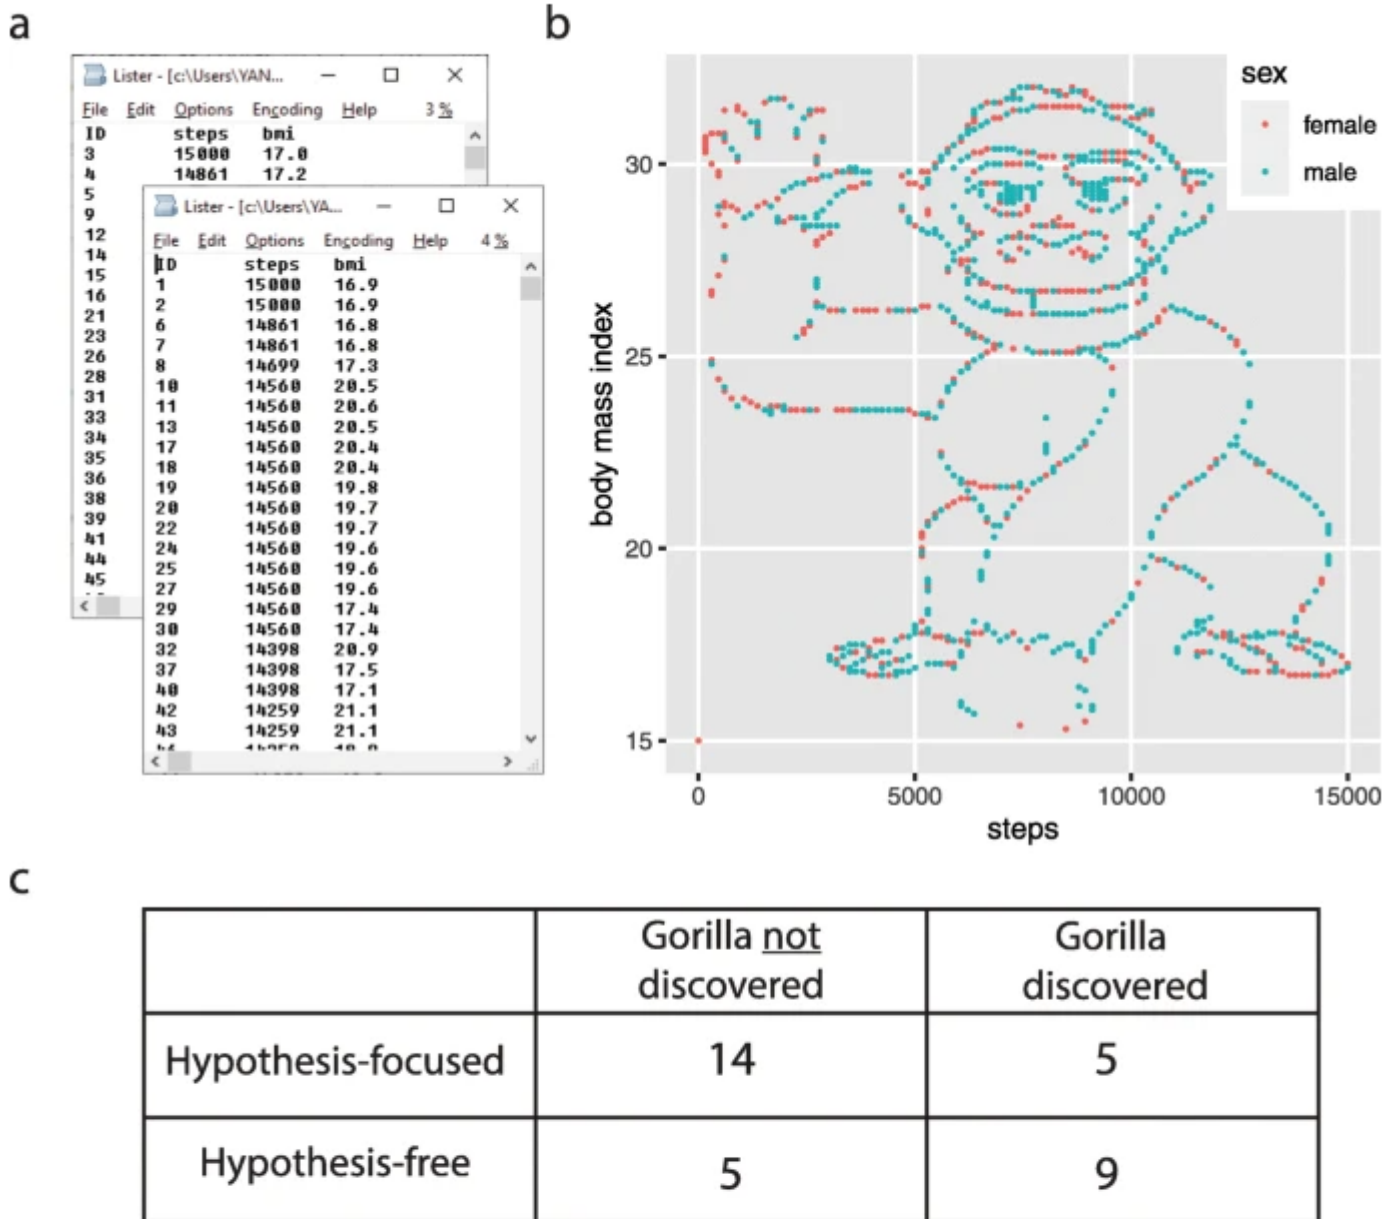 a
Lister - [c:\Users\YAN...
File Edit Options Encoding Help 3 %
ID steps bmi
3 15000 17.0
4 14861 17.2
5
9
12
14
15
16
21
23
26
28
31
33
34
35
36
38
39
41
44
45
Lister - [c:\Users\YA...
File Edit Options Encoding Help 4 %
ID steps bmi
1 15000 16.9
2 15000 16.9
6 14861 16.8
7 14861 16.8
8 14699 17.3
10 14560 20.5
11 14560 20.6
13 14560 20.5
17 14560 20.4
18 14560 20.4
19 14560 19.8
20 14560 19.7
22 14560 19.7
24 14560 19.6
25 14560 19.6
27 14560 19.6
29 14560 17.4
30 14560 17.4
32 14398 20.9
37 14398 17.5
40 14398 17.1
42 14259 21.1
43 14259 21.1
b
sex
female
male
body mass index
30
25
20
15
0 5000 10000 15000
steps
c
Gorilla not discovered
Gorilla discovered
Hypothesis-focused 14 5
Hypothesis-free 5 9